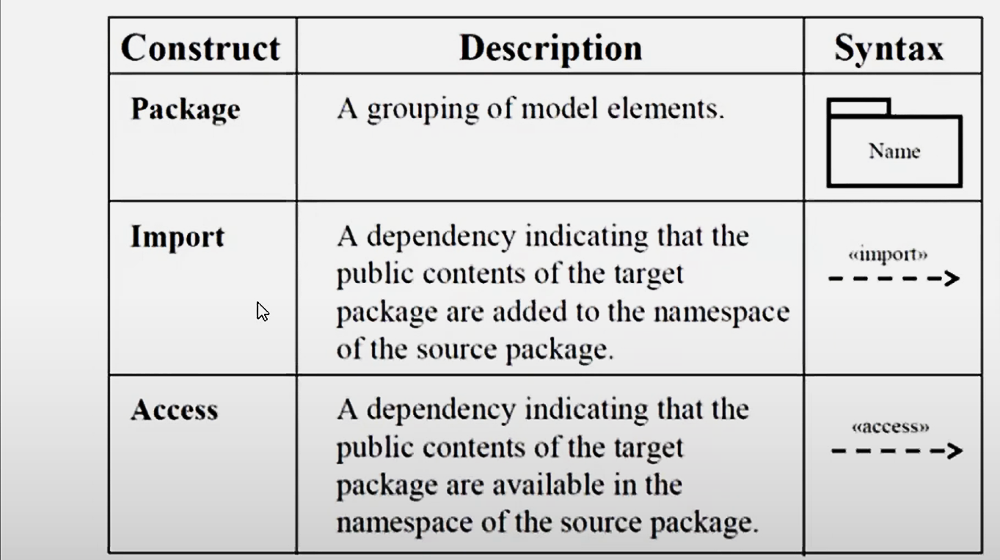 Construct Description Syntax
Package A grouping of model elements.
Name
Import A dependency indicating that the
public contents of the target
package are added to the namespace
of the source package.
«import»
Access A dependency indicating that the
public contents of the target
package are available in the
namespace of the source package.
«access»